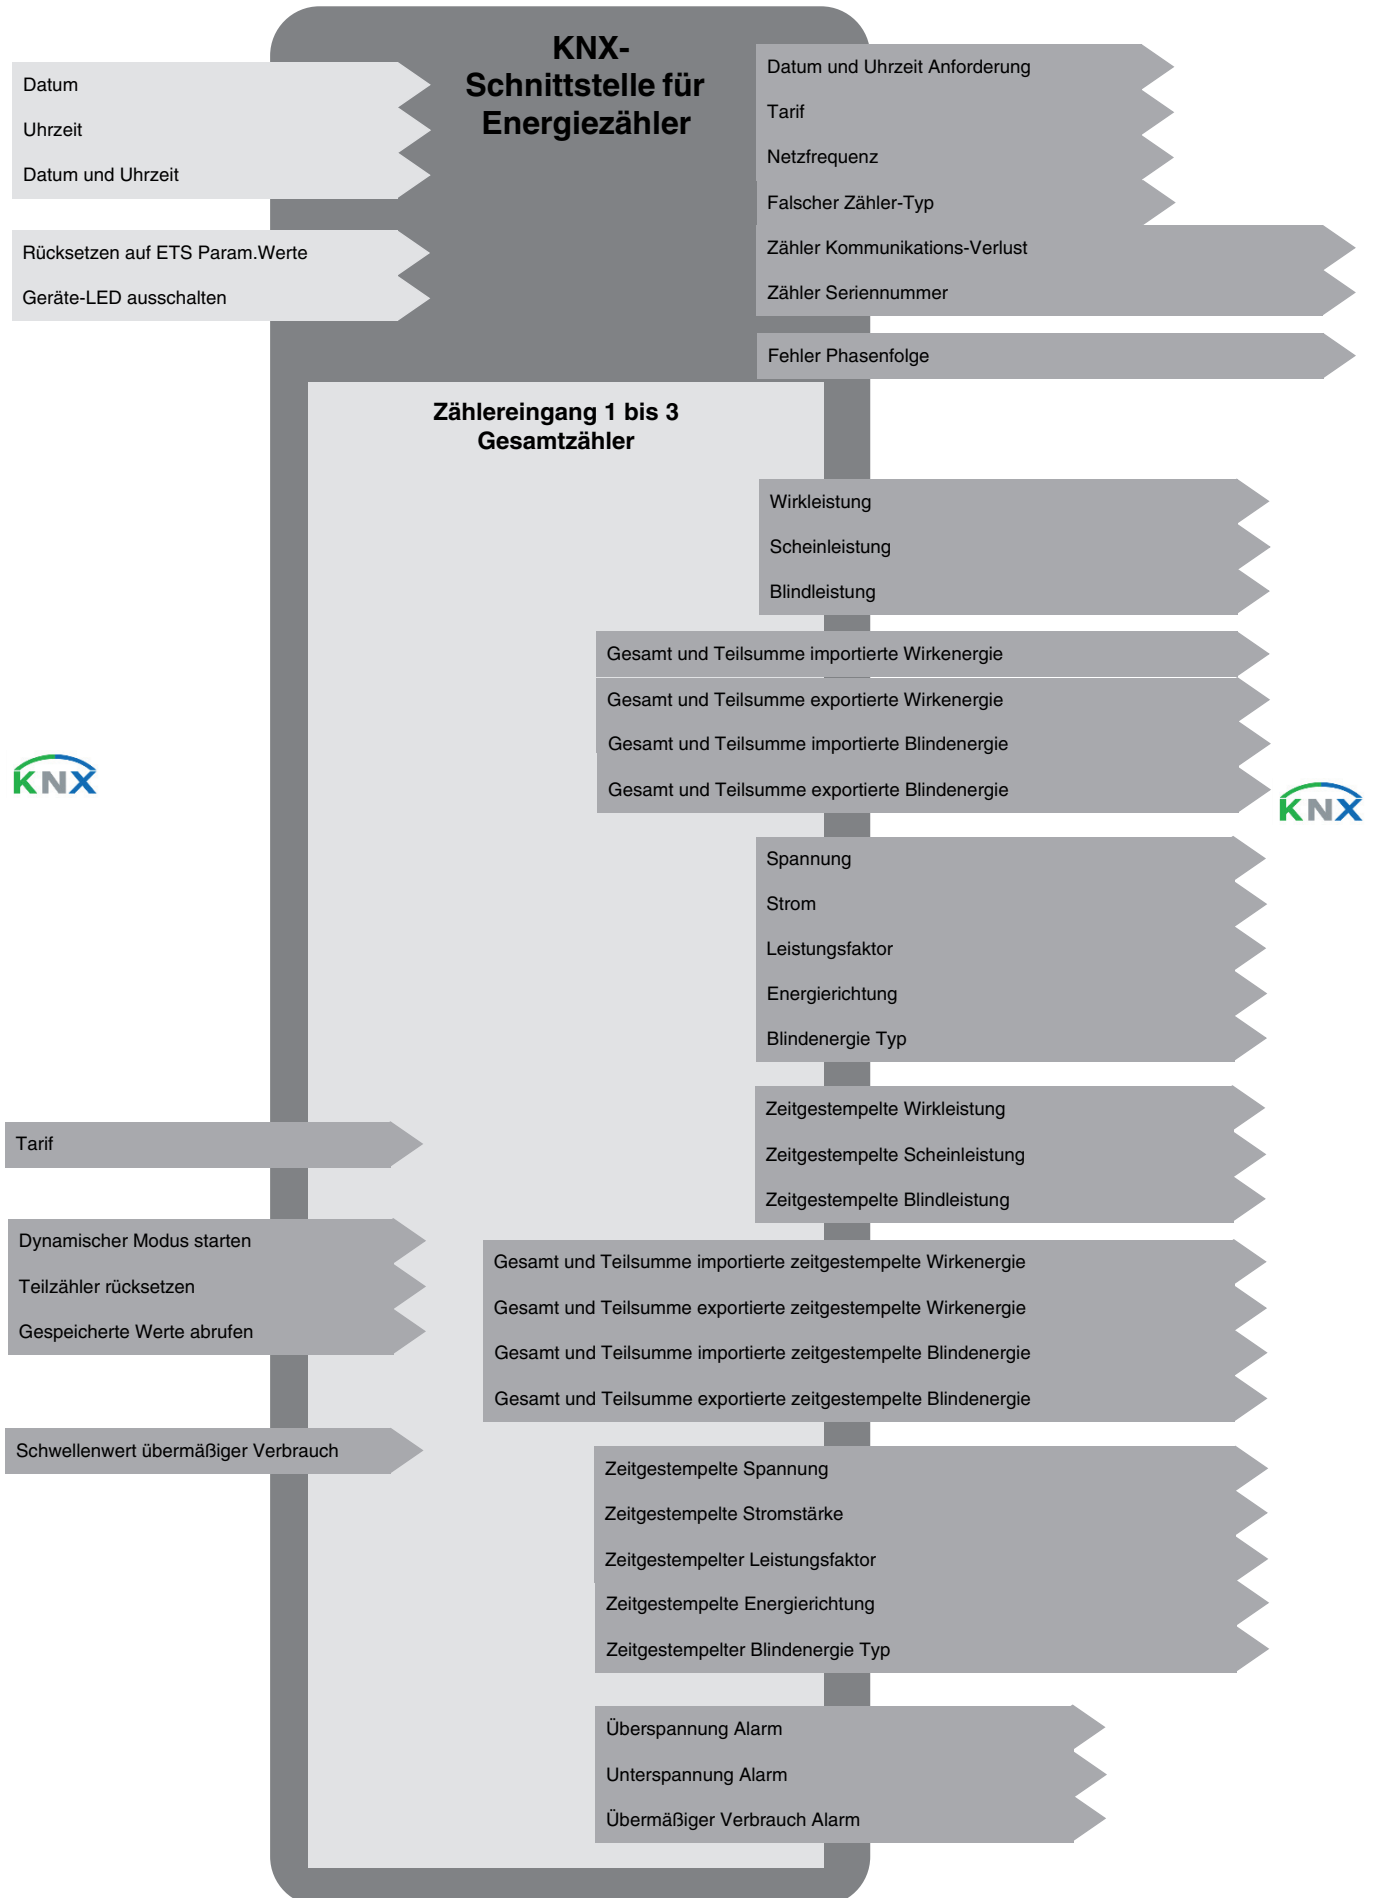 KNX-
Schnittstelle für
Energiezähler
Datum
Uhrzeit
Datum und Uhrzeit
Rücksetzen auf ETS Param.Werte
Geräte-LED ausschalten
Datum und Uhrzeit Anforderung
Tarif
Netzfrequenz
Falscher Zähler-Typ
Zähler Kommunikations-Verlust
Zähler Seriennummer
Fehler Phasenfolge
Zählereingang 1 bis 3
Gesamtzähler
Wirkleistung
Scheinleistung
Blindleistung
Gesamt und Teilsumme importierte Wirkenergie
Gesamt und Teilsumme exportierte Wirkenergie
Gesamt und Teilsumme importierte Blindenergie
Gesamt und Teilsumme exportierte Blindenergie
KNX
KNX
Spannung
Strom
Leistungsfaktor
Energierichtung
Blindenergie Typ
Tarif
Dynamischer Modus starten
Teilzähler rücksetzen
Gespeicherte Werte abrufen
Schwellenwert übermäßiger Verbrauch
Zeitgestempelte Wirkleistung
Zeitgestempelte Scheinleistung
Zeitgestempelte Blindleistung
Gesamt und Teilsumme importierte zeitgestempelte Wirkenergie
Gesamt und Teilsumme exportierte zeitgestempelte Wirkenergie
Gesamt und Teilsumme importierte zeitgestempelte Blindenergie
Gesamt und Teilsumme exportierte zeitgestempelte Blindenergie
Zeitgestempelte Spannung
Zeitgestempelte Stromstärke
Zeitgestempelter Leistungsfaktor
Zeitgestempelte Energierichtung
Zeitgestempelter Blindenergie Typ
Überspannung Alarm
Unterspannung Alarm
Übermäßiger Verbrauch Alarm